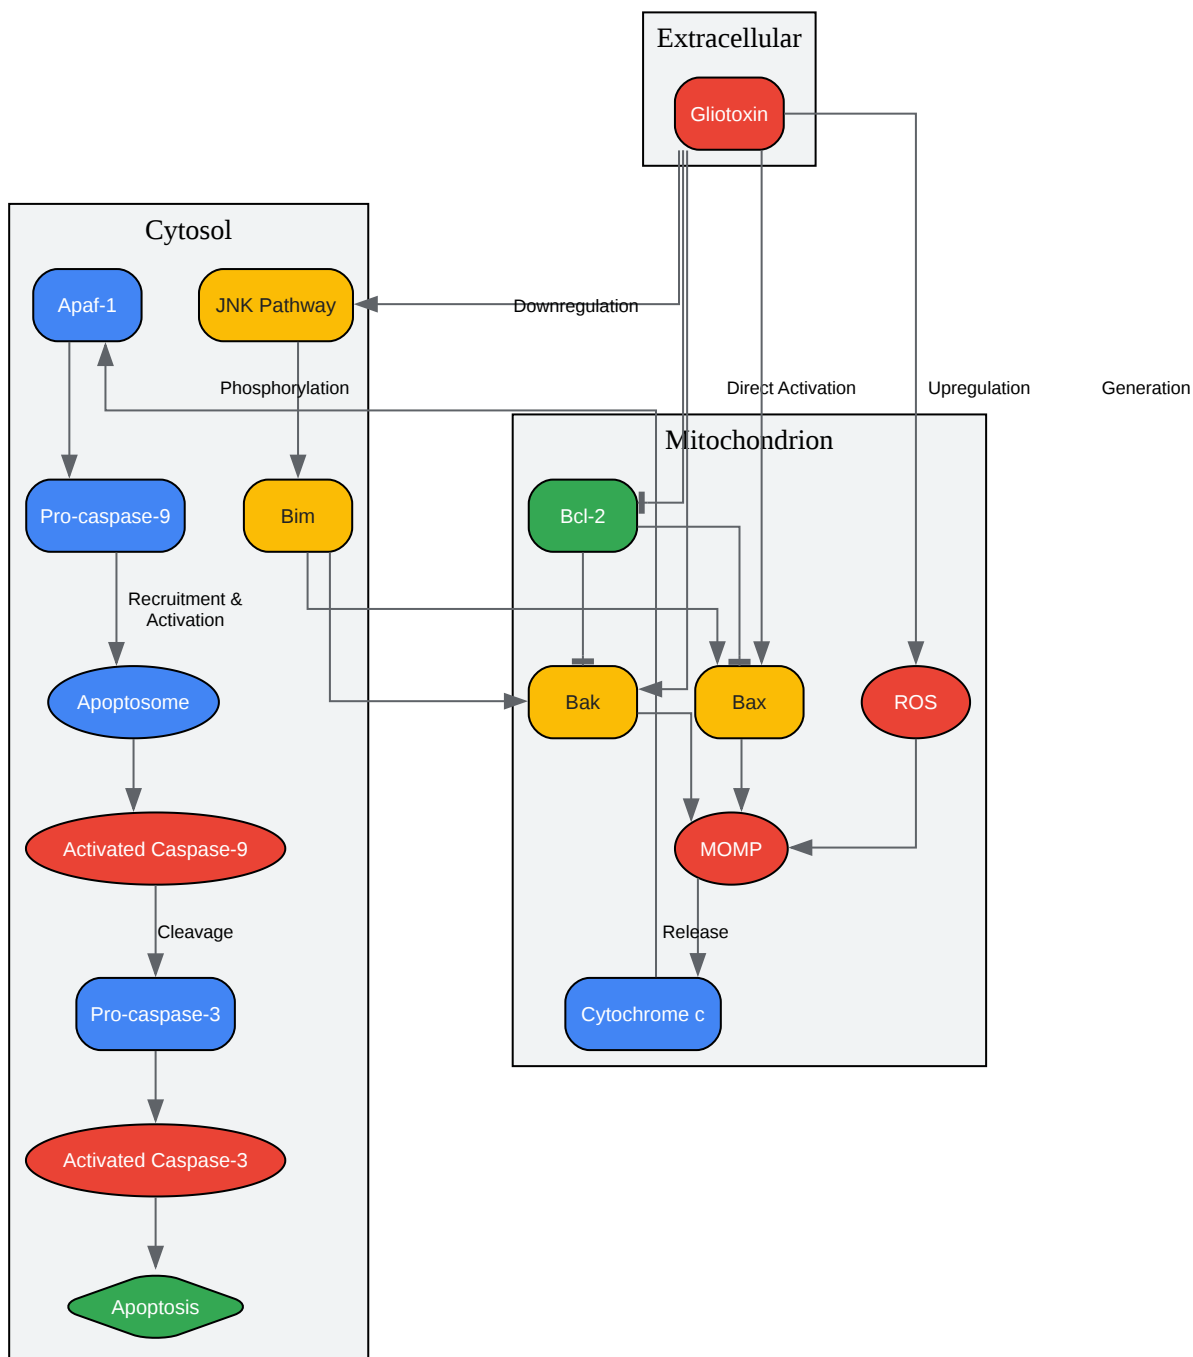 Extracellular
Gliotoxin
Cytosol
Apaf-1
JNK Pathway
Downregulation
Phosphorylation
Direct Activation
Upregulation
Generation
Mitochondrion
Pro-caspase-9
Bim
Bcl-2
Recruitment &
Activation
Apoptosome
Bak
Bax
ROS
Activated Caspase-9
MOMP
Cleavage
Release
Pro-caspase-3
Cytochrome c
Activated Caspase-3
Apoptosis